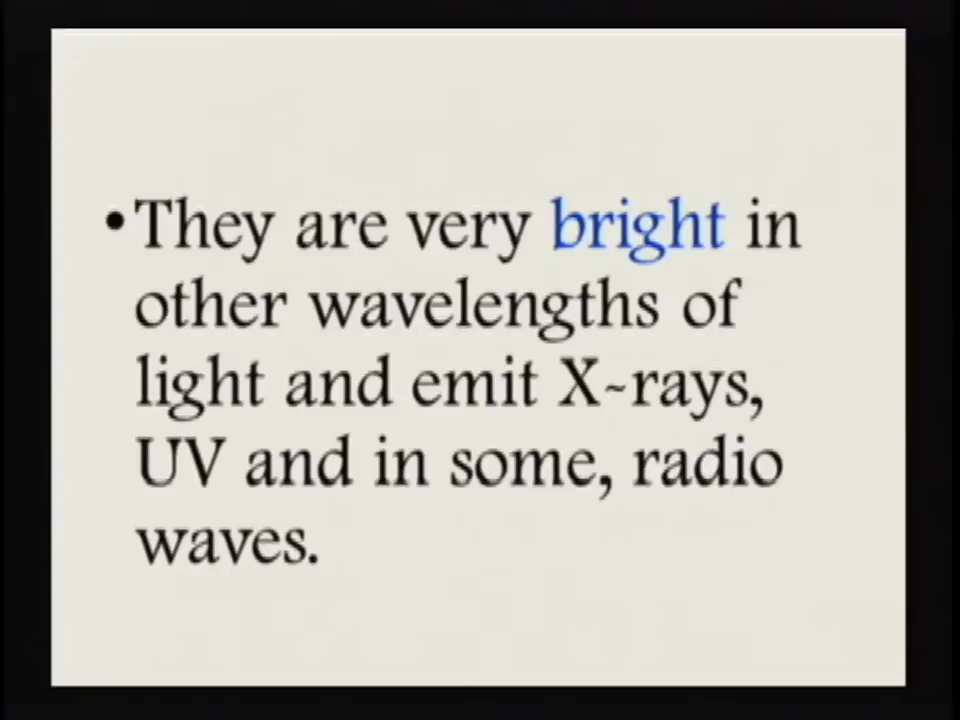 •They are very bright in
other wavelengths of
light and emit X-rays,
UV and in some, radio
waves.